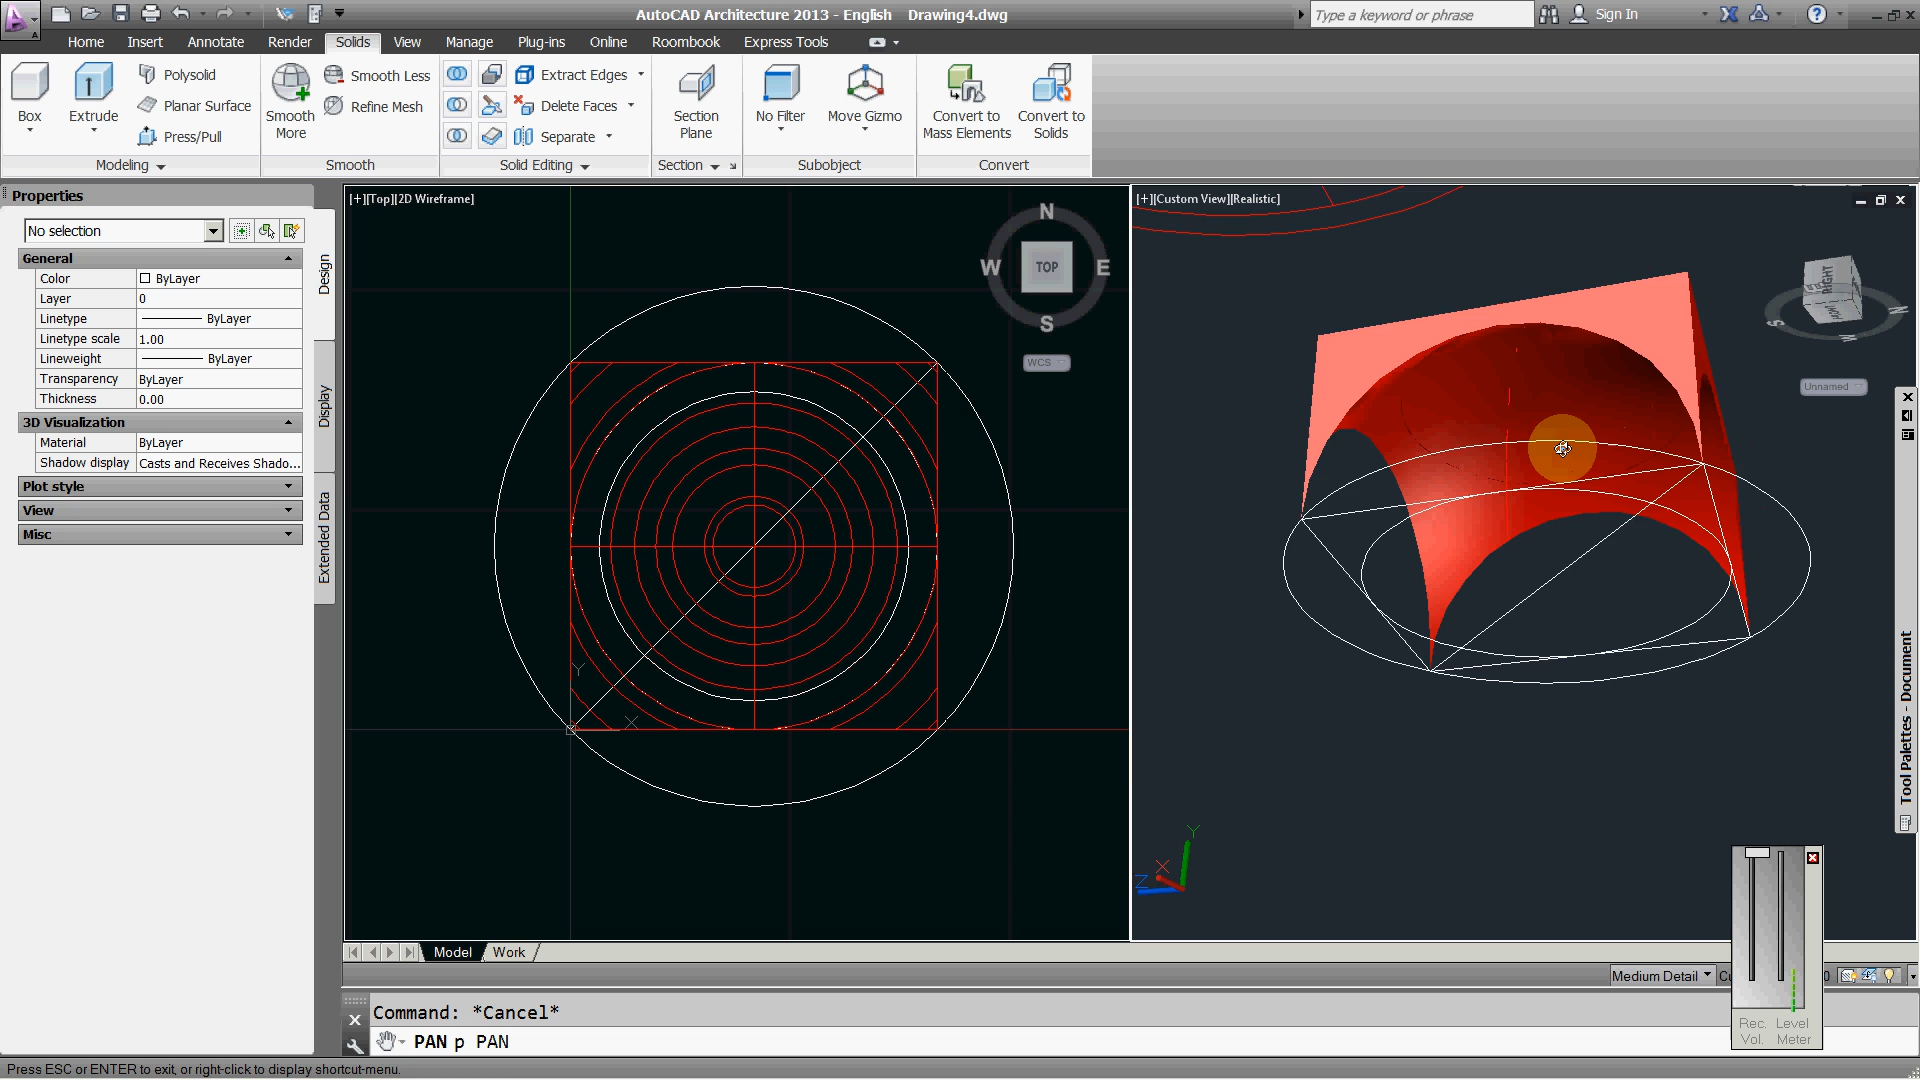 AutoCAD Architecture 2013 - English Drawing4.dwg
Type a keyword or phrase
Sign In
Home Insert Annotate Render Solids View Manage Plug-ins Online Roombook Express Tools
Box
Extrude
Polysolid
Planar Surface
Press/Pull
Modeling
Smooth More
Smooth Less
Refine Mesh
Smooth
Extract Edges
Delete Faces
Separate
Solid Editing
Section Plane
Section
No Filter
Move Gizmo
Subobject
Convert to Mass Elements
Convert to Solids
Convert
Properties
No selection
General
Color ByLayer
Layer 0
Linetype ByLayer
Linetype scale 1.00
Lineweight ByLayer
Transparency ByLayer
Thickness 0.00
3D Visualization
Material ByLayer
Shadow display Casts and Receives Shado...
Plot style
View
Misc
Design
Display
Extended Data
[+][Top][2D Wireframe]
N
W TOP E
S
WCS
Y
X
[+][Custom View][Realistic]
RIGHT
S
N
W
Unnamed
Tool Palettes - Document
Y
X
Z
Model Work
Medium Detail
0
Rec. Level
Vol. Meter
Command: *Cancel*
PAN p PAN
Press ESC or ENTER to exit, or right-click to display shortcut-menu.